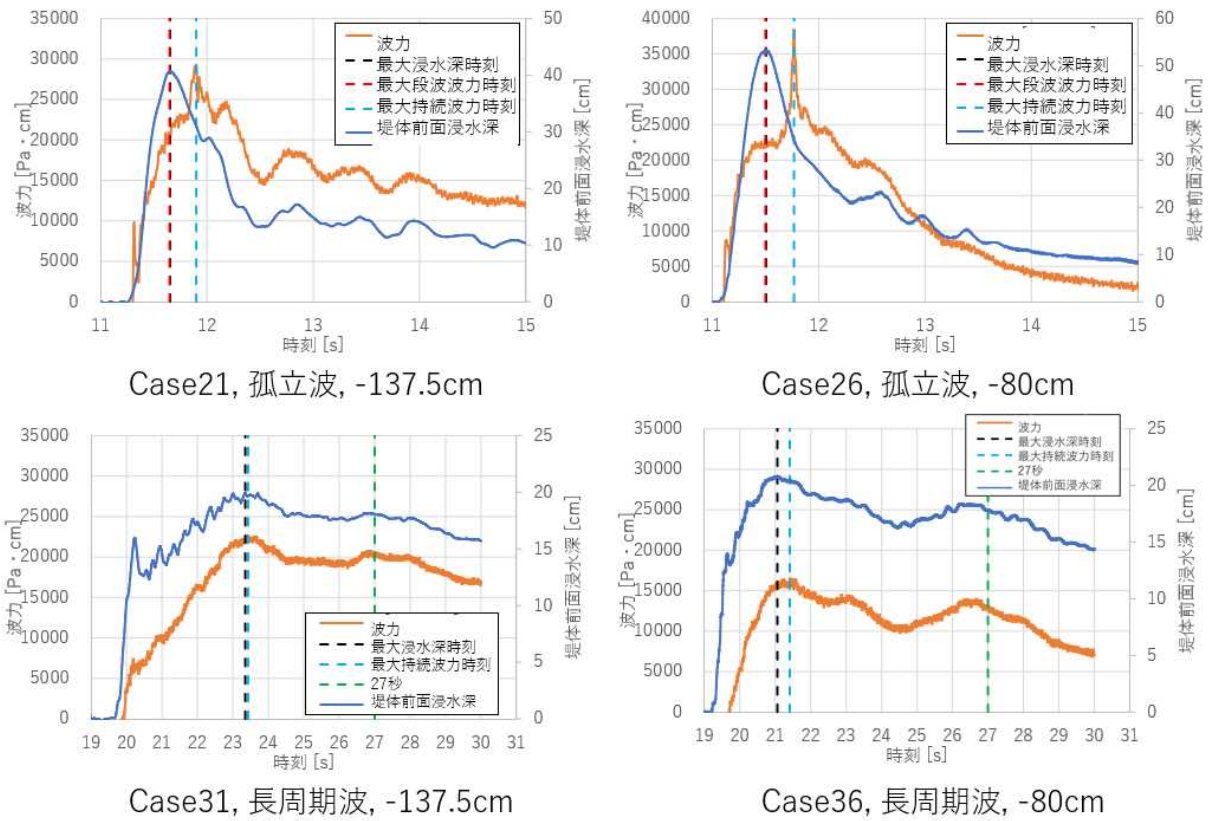 35000
30000
25000
20000
15000
10000
5000
0
波力 [Pa・cm]
50
40
30
20
10
0
堤体前面浸水深 [cm]
波力
最大浸水深時刻
最大段波波力時刻
最大持続波力時刻
堤体前面浸水深
11 12 13 14 15
時刻 [s]
Case21, 孤立波, -137.5cm
40000
35000
30000
25000
20000
15000
10000
5000
0
波力 [Pa・cm]
60
50
40
30
20
10
0
堤体前面浸水深 [cm]
波力
最大浸水深時刻
最大段波波力時刻
最大持続波力時刻
堤体前面浸水深
11 12 13 14 15
時刻 [s]
Case26, 孤立波, -80cm
35000
30000
25000
20000
15000
10000
5000
0
波力 [Pa・cm]
25
20
15
10
5
0
堤体前面浸水深 [cm]
波力
最大浸水深時刻
最大持続波力時刻
27秒
堤体前面浸水深
19 20 21 22 23 24 25 26 27 28 29 30 31
時刻 [s]
Case31, 長周期波, -137.5cm
35000
30000
25000
20000
15000
10000
5000
0
波力 [Pa・cm]
25
20
15
10
5
0
堤体前面浸水深 [cm]
波力
最大浸水深時刻
最大持続波力時刻
27秒
堤体前面浸水深
19 20 21 22 23 24 25 26 27 28 29 30 31
時刻 [s]
Case36, 長周期波, -80cm